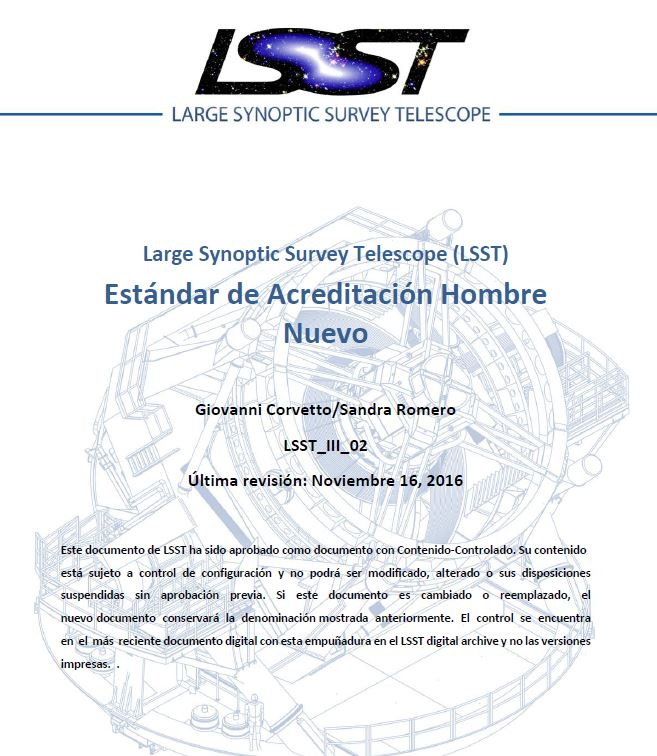 LSST
LARGE SYNOPTIC SURVEY TELESCOPE
Large Synoptic Survey Telescope (LSST)
Estándar de Acreditación Hombre
Nuevo
Giovanni Corvetto/Sandra Romero
LSST_III_02
Última revisión: Noviembre 16, 2016
Este documento de LSST ha sido aprobado como documento con Contenido-Controlado. Su contenido
está sujeto a control de configuración y no podrá ser modificado, alterado o sus disposiciones
suspendidas sin aprobación previa. Si este documento es cambiado o reemplazado, el
nuevo documento conservará la denominación mostrada anteriormente. El control se encuentra
en el más reciente documento digital con esta empuñadura en el LSST digital archive y no las versiones
impresas. .